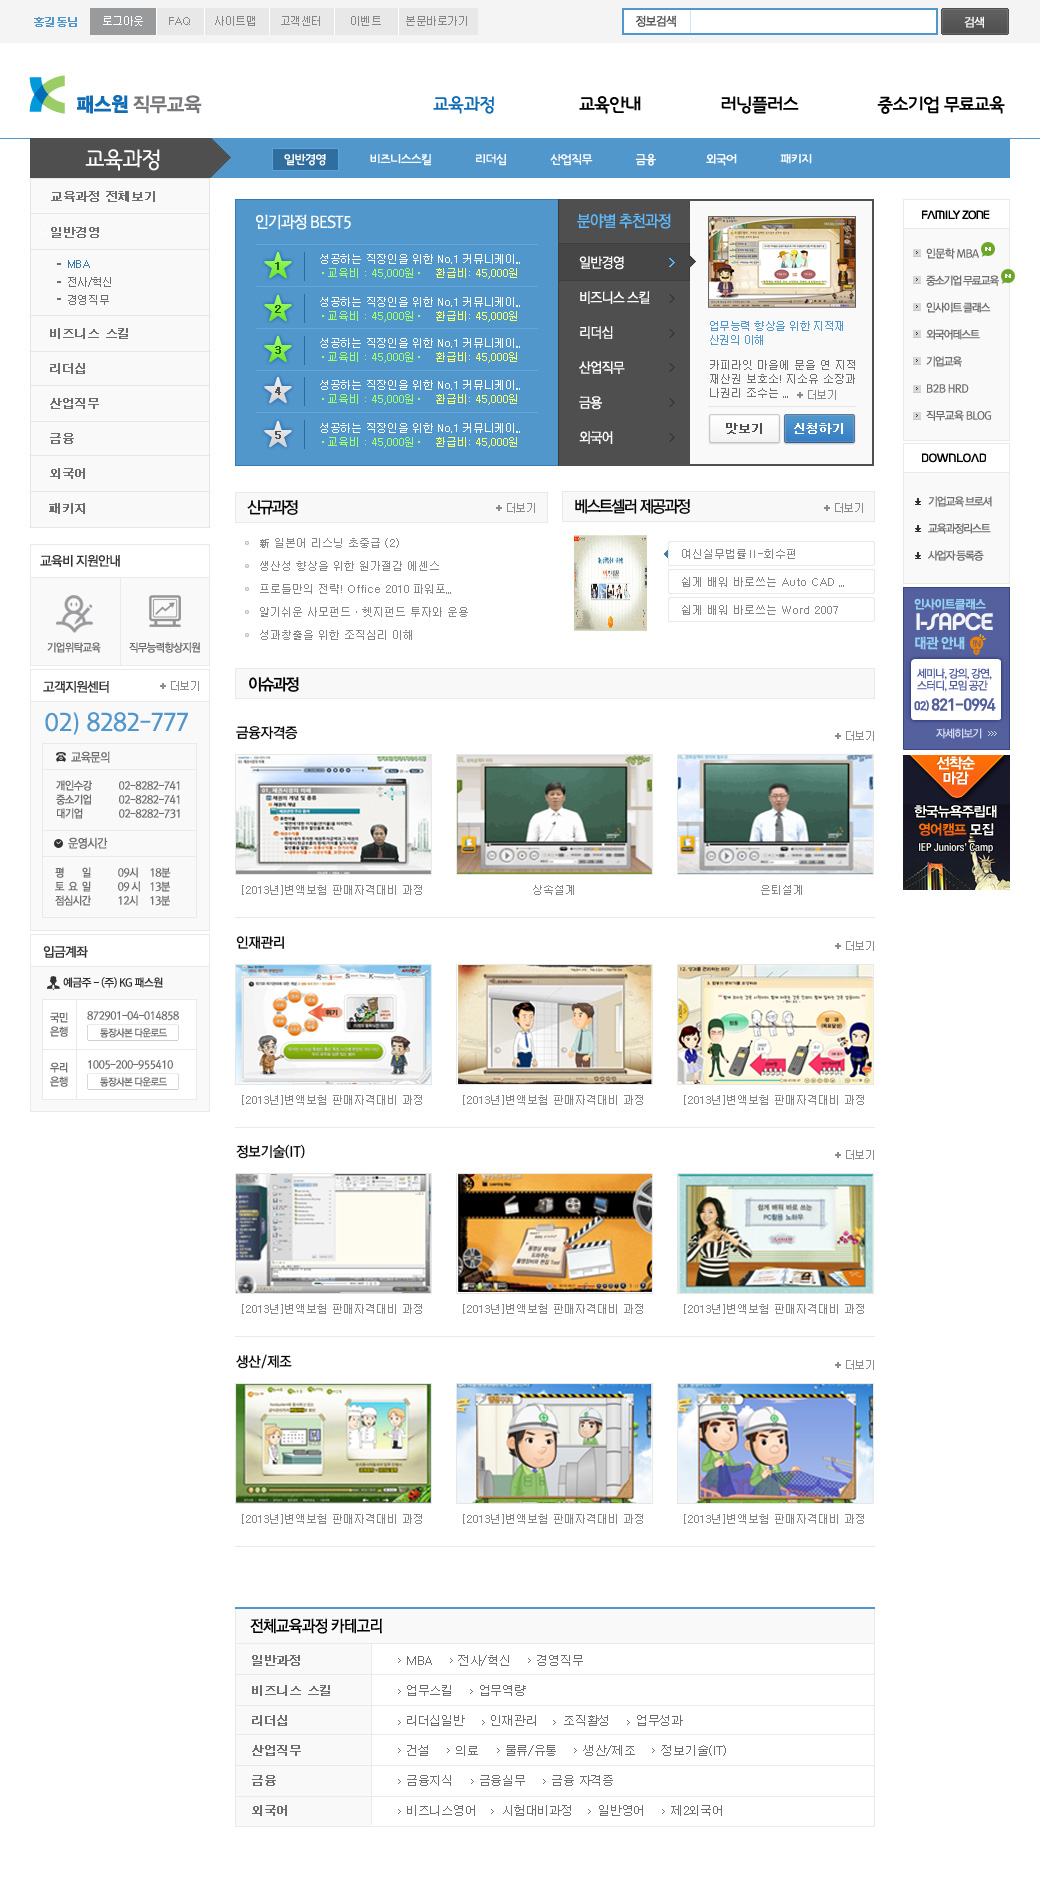 홍길동님 로그아웃 FAQ 사이트맵 고객센터 이벤트 본문바로가기 정보검색 검색
패스원 직무교육 교육과정 교육안내 러닝플러스 중소기업 무료교육
교육과정 일반경영 비즈니스스킬 리더십 산업직무 금융 외국어 패키지
교육과정 전체보기
일반경영
- MBA
- 전사/혁신
- 경영직무
비즈니스 스킬
리더십
산업직무
금융
외국어
패키지
교육비 지원안내
기업위탁교육 직무능력향상지원
고객지원센터 + 더보기
02) 8282-777
교육문의
개인수강 02-8282-741
중소기업 02-8282-741
대기업 02-8282-731
운영시간
평 일 09시 18분
토 요 일 09시 13분
점심시간 12시 13분
입금계좌
예금주 - (주) KG 패스원
국민은행 872901-04-014858
통장사본 다운로드
우리은행 1005-200-955410
통장사본 다운로드
인기과정 BEST5
1 성공하는 직장인을 위한 No,1 커뮤니케이...
· 교육비 : 45,000원 · 환급비: 45,000원
2 성공하는 직장인을 위한 No,1 커뮤니케이...
· 교육비 : 45,000원 · 환급비: 45,000원
3 성공하는 직장인을 위한 No,1 커뮤니케이...
· 교육비 : 45,000원 · 환급비: 45,000원
4 성공하는 직장인을 위한 No,1 커뮤니케이...
· 교육비 : 45,000원 · 환급비: 45,000원
5 성공하는 직장인을 위한 No,1 커뮤니케이...
· 교육비 : 45,000원 · 환급비: 45,000원
분야별 추천과정
일반경영
비즈니스 스킬
리더십
산업직무
금융
외국어
업무능력 향상을 위한 지적재
산권의 이해
카피라잇 마을에 문을 연 지적
재산권 보호소! 지소유 소장과
나권리 조수는 ... + 더보기
맛보기 신청하기
신규과정 + 더보기
新 일본어 리스닝 초중급 (2)
생산성 향상을 위한 원가절감 에센스
프로들만의 전략! Office 2010 파워포...
알기쉬운 사모펀드 · 헷지펀드 투자와 운용
성과창출을 위한 조직심리 이해
베스트셀러 제공과정 + 더보기
여신실무법률 II-회수편
쉽게 배워 바로쓰는 Auto CAD ...
쉽게 배워 바로쓰는 Word 2007
이슈과정
금융자격증 + 더보기
[2013년]변액보험 판매자격대비 과정 상속설계 은퇴설계
인재관리 + 더보기
[2013년]변액보험 판매자격대비 과정 [2013년]변액보험 판매자격대비 과정 [2013년]변액보험 판매자격대비 과정
정보기술(IT) + 더보기
쉽게 배워 바로 쓰는
PC활용 노하우
[2013년]변액보험 판매자격대비 과정 [2013년]변액보험 판매자격대비 과정 [2013년]변액보험 판매자격대비 과정
생산/제조 + 더보기
[2013년]변액보험 판매자격대비 과정 [2013년]변액보험 판매자격대비 과정 [2013년]변액보험 판매자격대비 과정
전체교육과정 카테고리
일반과정 > MBA > 전사/혁신 > 경영직무
비즈니스 스킬 > 업무스킬 > 업무역량
리더십 > 리더십일반 > 인재관리 > 조직활성 > 업무성과
산업직무 > 건설 > 의료 > 물류/유통 > 생산/제조 > 정보기술(IT)
금융 > 금융지식 > 금융실무 > 금융 자격증
외국어 > 비즈니스영어 > 시험대비과정 > 일반영어 > 제2외국어
FAMILY ZONE
인문학 MBA N
중소기업 무료교육 N
인사이트 클래스
외국어테스트
기업교육
B2B HRD
직무교육 BLOG
DOWNLOAD
기업교육 브로셔
교육과정리스트
사업자 등록증
인사이트클래스
I-SAPCE
대관 안내 IN
세미나, 강의, 강연,
스터디, 모임 공간
02) 821-0994
자세히보기 >>>
선착순
마감
한국뉴욕주립대
영어캠프 모집
IEP Juniors' Camp